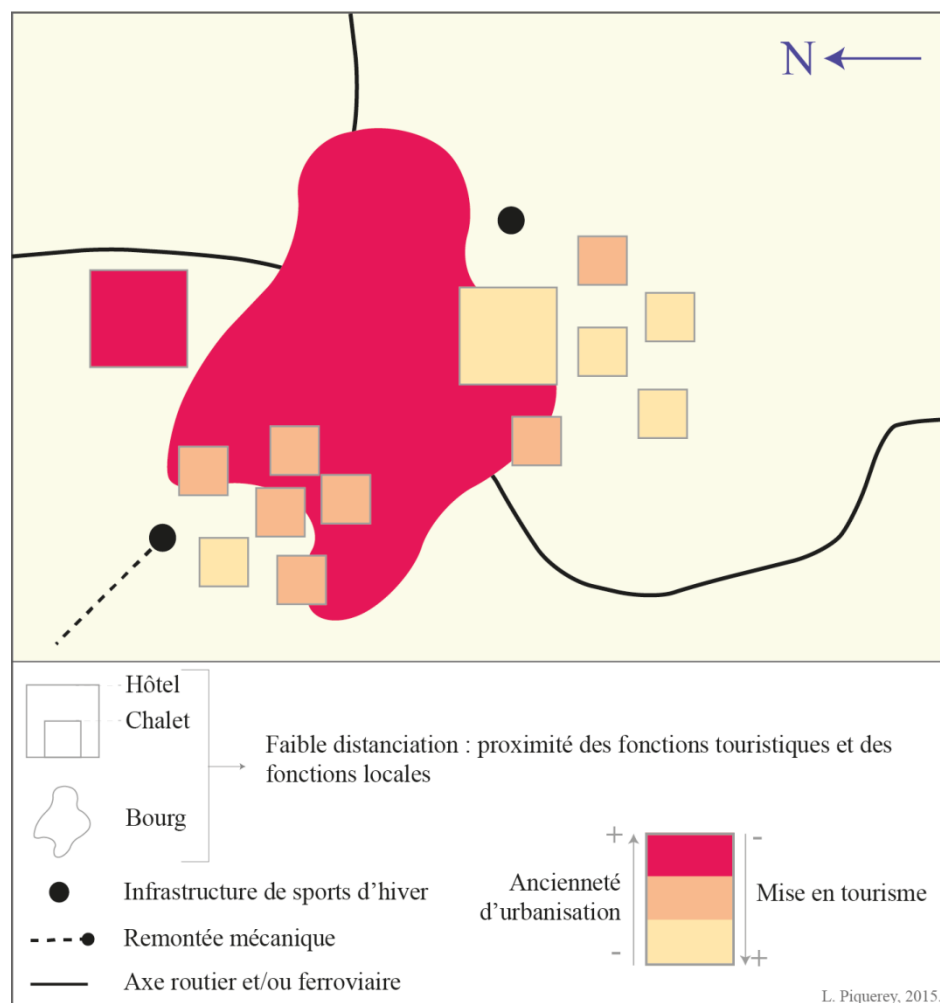 N
Hôtel
Chalet
Faible distanciation : proximité des fonctions touristiques et des
fonctions locales
Bourg
Infrastructure de sports d'hiver
Remontée mécanique
Axe routier et/ou ferroviaire
+
-
Ancienneté
d'urbanisation
Mise en tourisme
-
+
L. Piquerey, 2015.